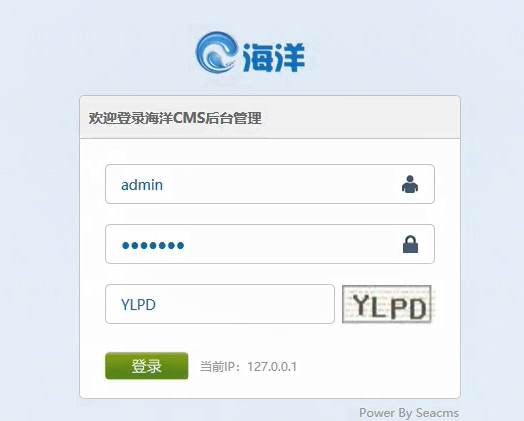 海洋
欢迎登录海洋CMS后台管理
admin
•••••••
YLPD YLPD
登录 当前IP：127.0.0.1
Power By Seacms